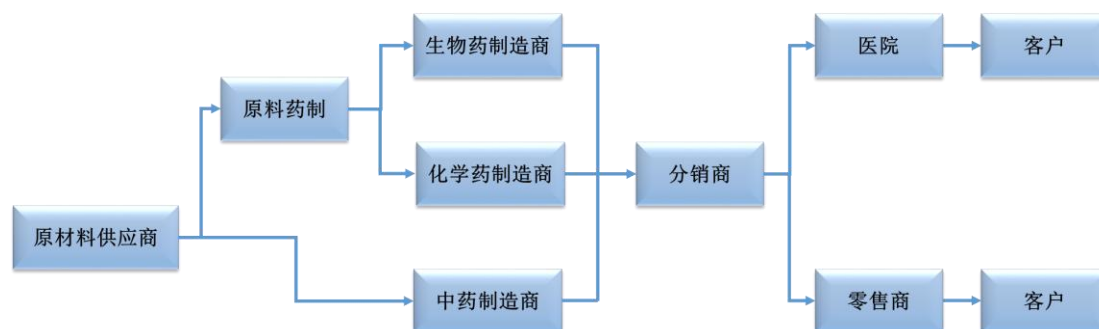 生物药制造商
医院
客户
原料药制
化学药制造商
分销商
原材料供应商
中药制造商
零售商
客户